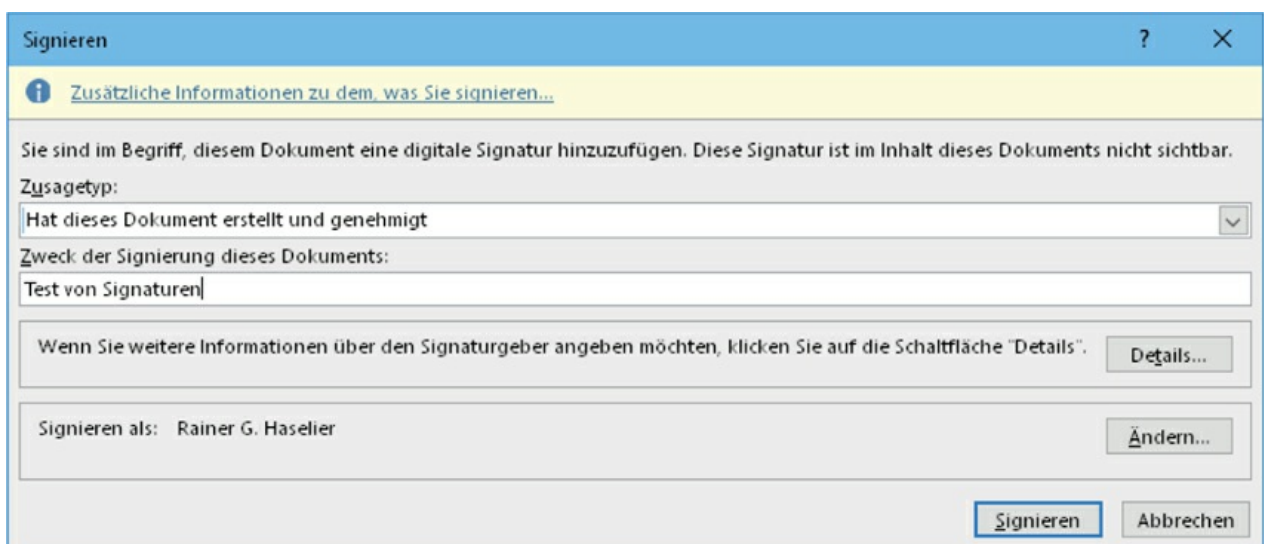 Signieren
?
Zusätzliche Informationen zu dem, was Sie signieren...
Sie sind im Begriff, diesem Dokument eine digitale Signatur hinzuzufügen. Diese Signatur ist im Inhalt dieses Dokuments nicht sichtbar.
Zusagetyp:
Hat dieses Dokument erstellt und genehmigt
Zweck der Signierung dieses Dokuments:
Test von Signaturen
Wenn Sie weitere Informationen über den Signaturgeber angeben möchten, klicken Sie auf die Schaltfläche "Details".
Details...
Signieren als: Rainer G. Haselier
Ändern...
Signieren Abbrechen